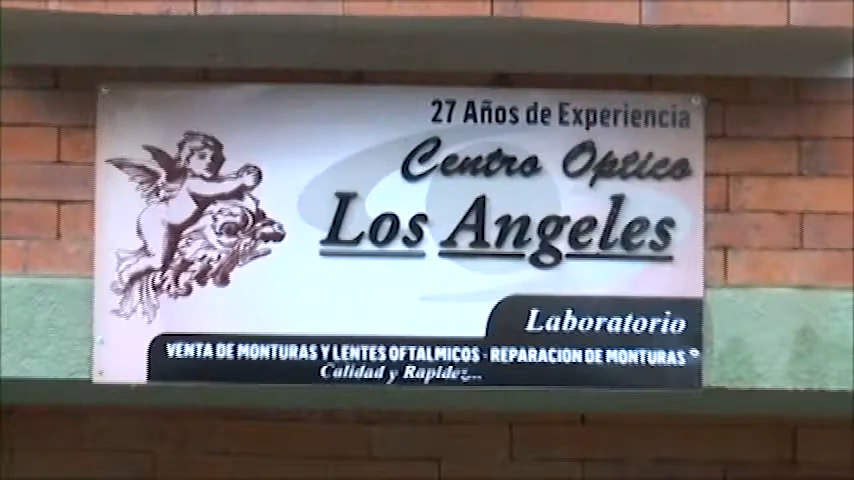 27 Años de Experiencia
Centro Optico
Los Angeles
Laboratorio
VENTA DE MONTURAS Y LENTES OFTALMICOS - REPARACION DE MONTURAS
Calidad y Rapidez...